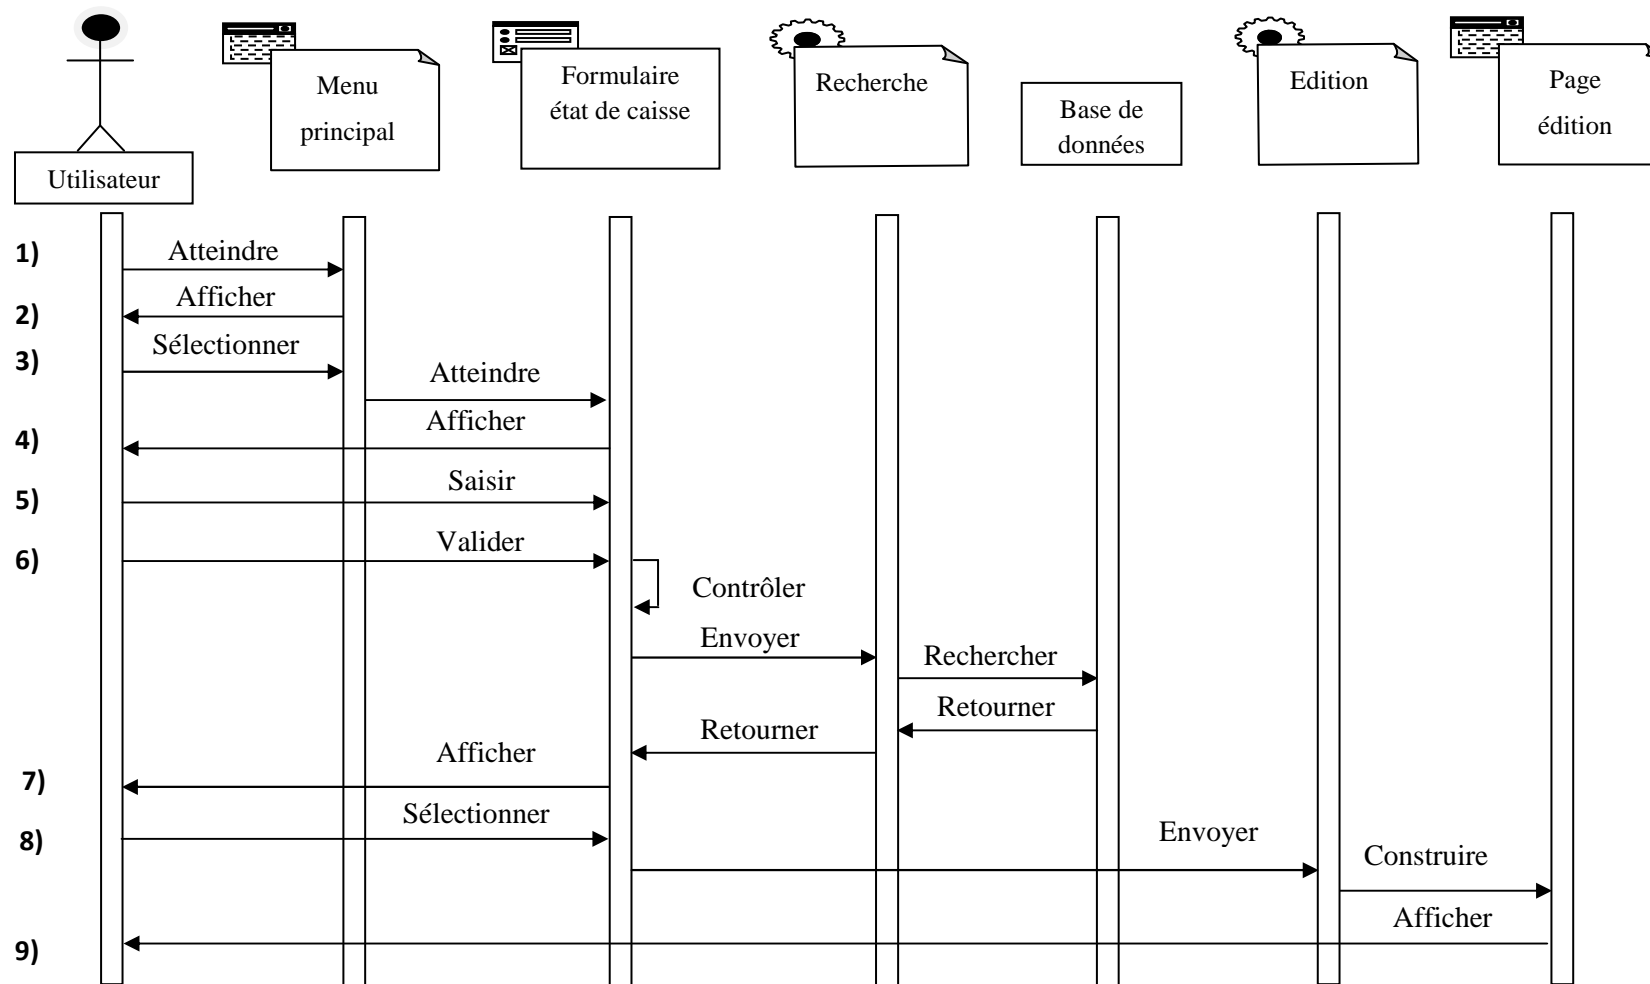 Menu
principal
Formulaire
état de caisse
Recherche
Base de
données
Edition
Page
édition
Utilisateur
1) Atteindre
2) Afficher
3) Sélectionner
Atteindre
4) Afficher
5) Saisir
6) Valider
Contrôler
Envoyer
Rechercher
Retourner
Retourner
7) Afficher
8) Sélectionner
Envoyer
Construire
9) Afficher